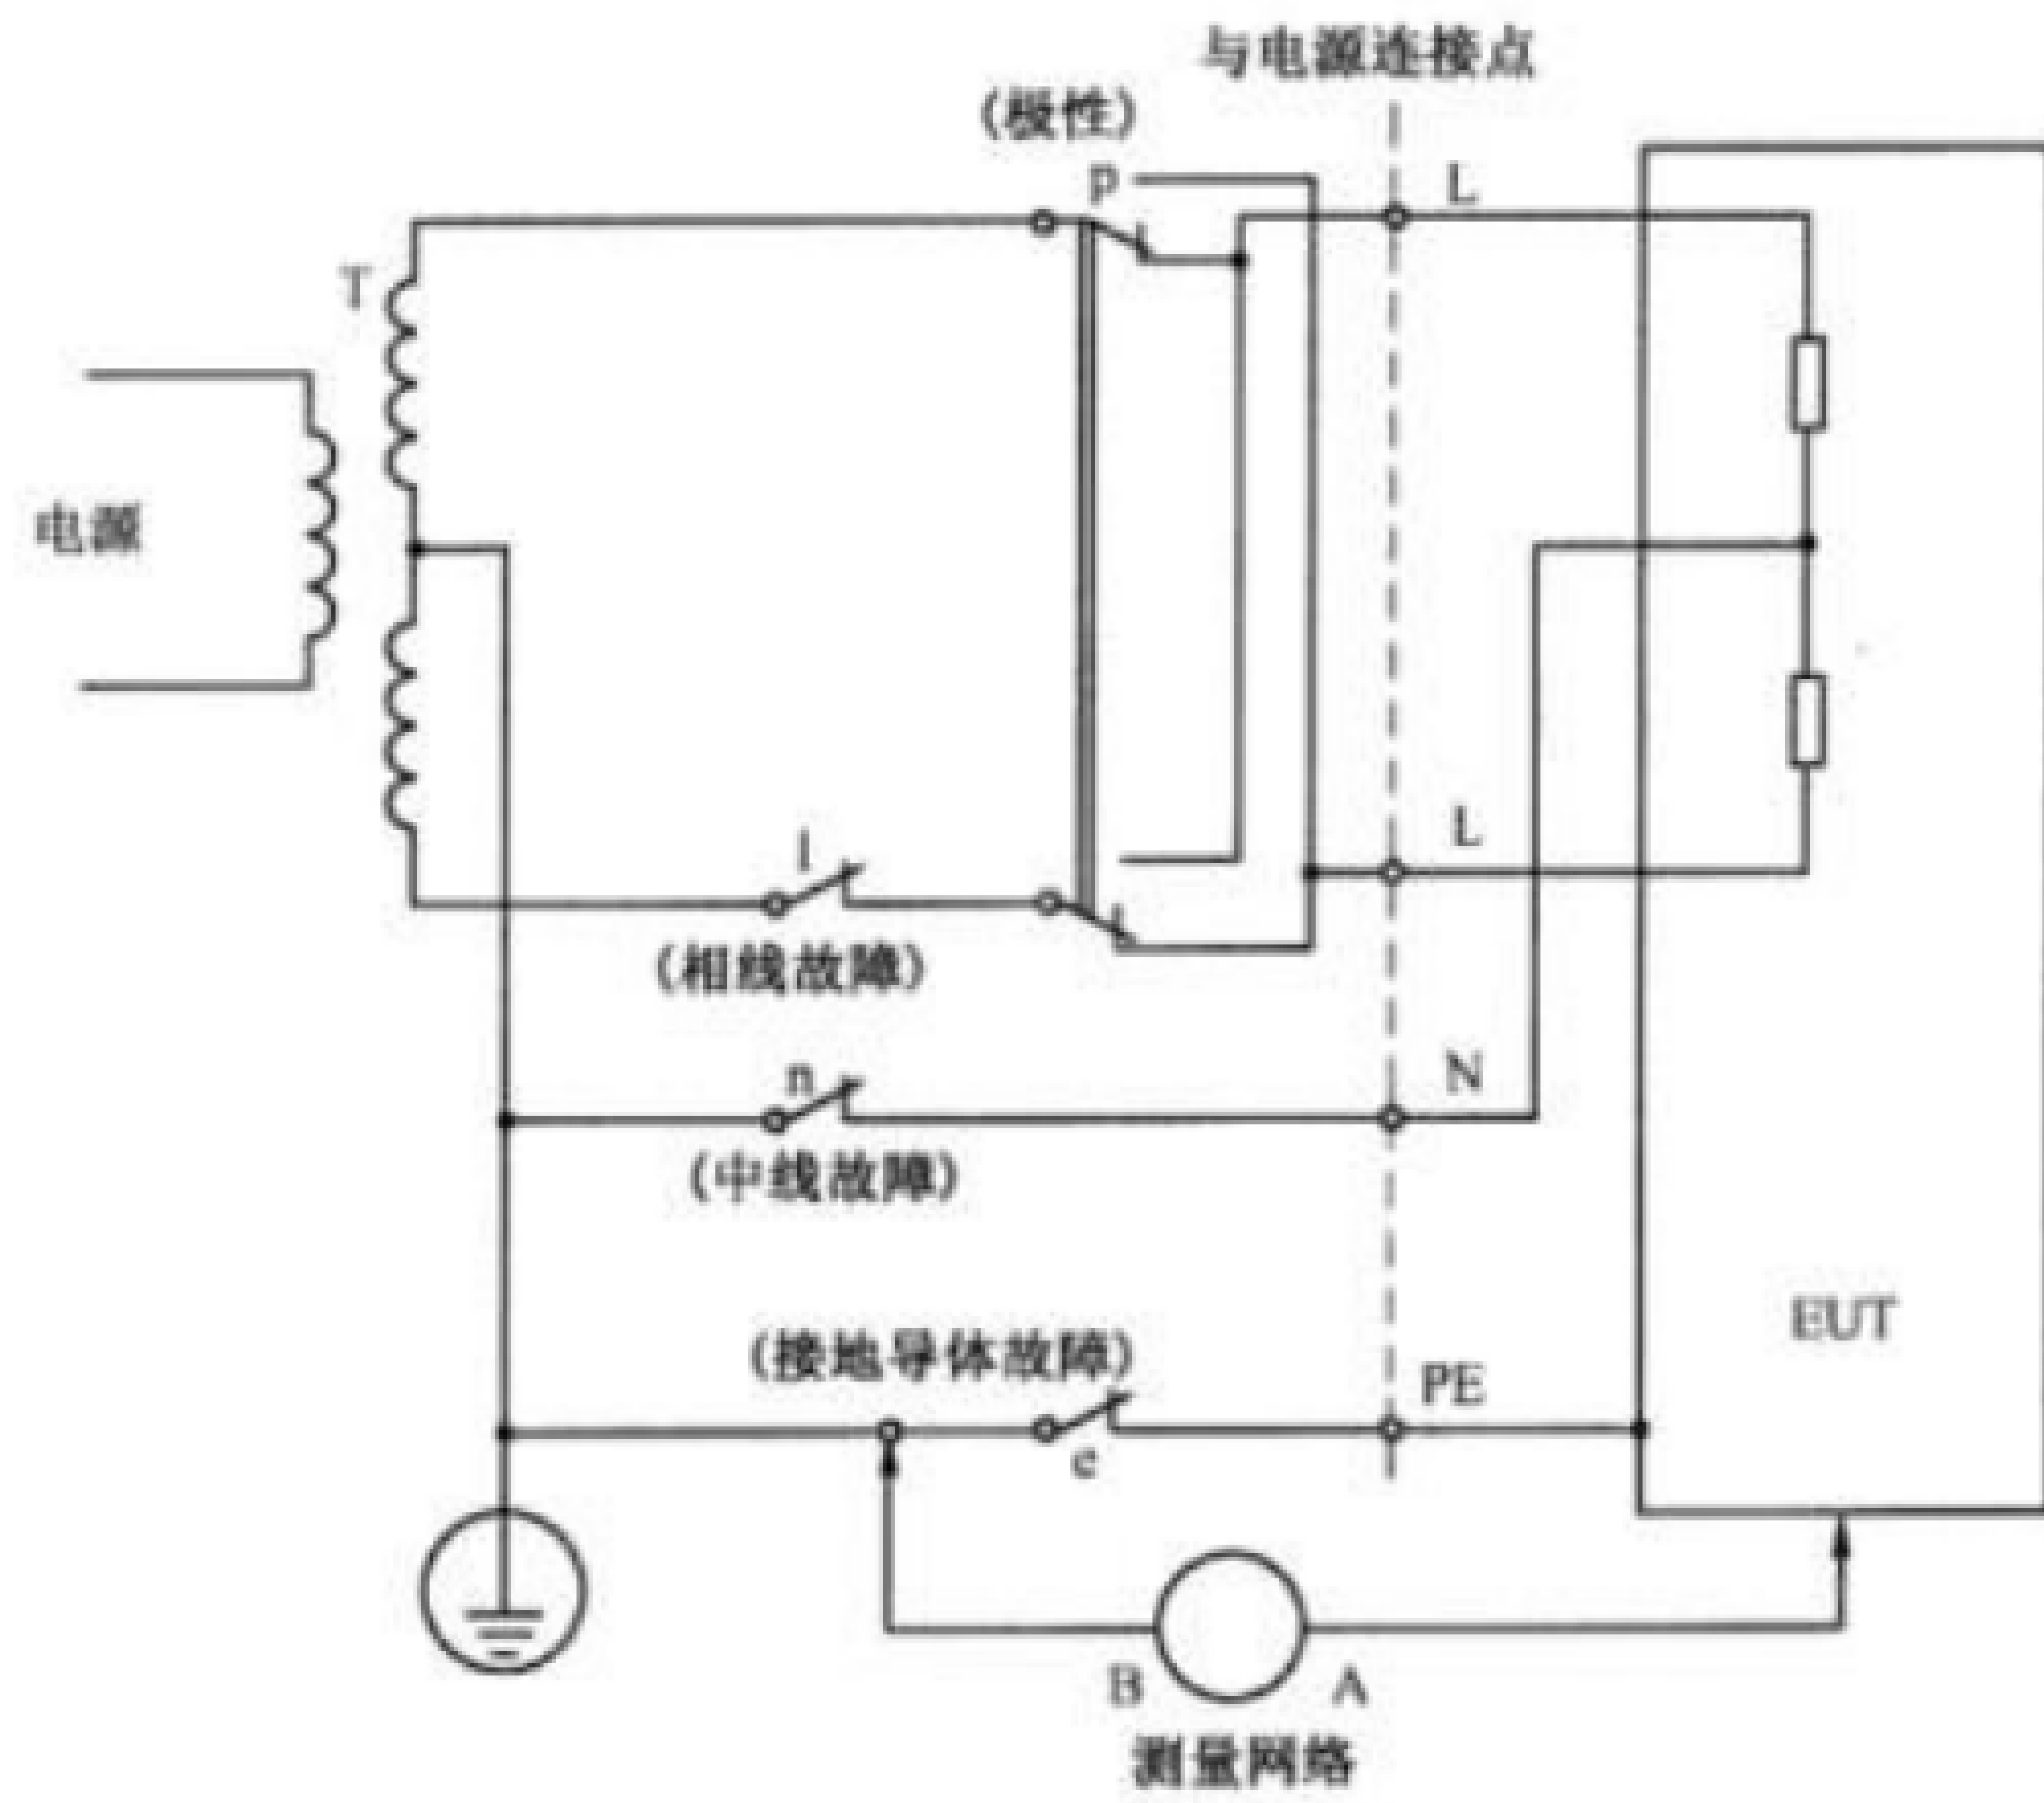 与电源连接点
(极性)
p
L
T
电源
l
L
(相线故障)
n
N
(中线故障)
EUT
(接地导体故障)
PE
e
B
A
测量网络